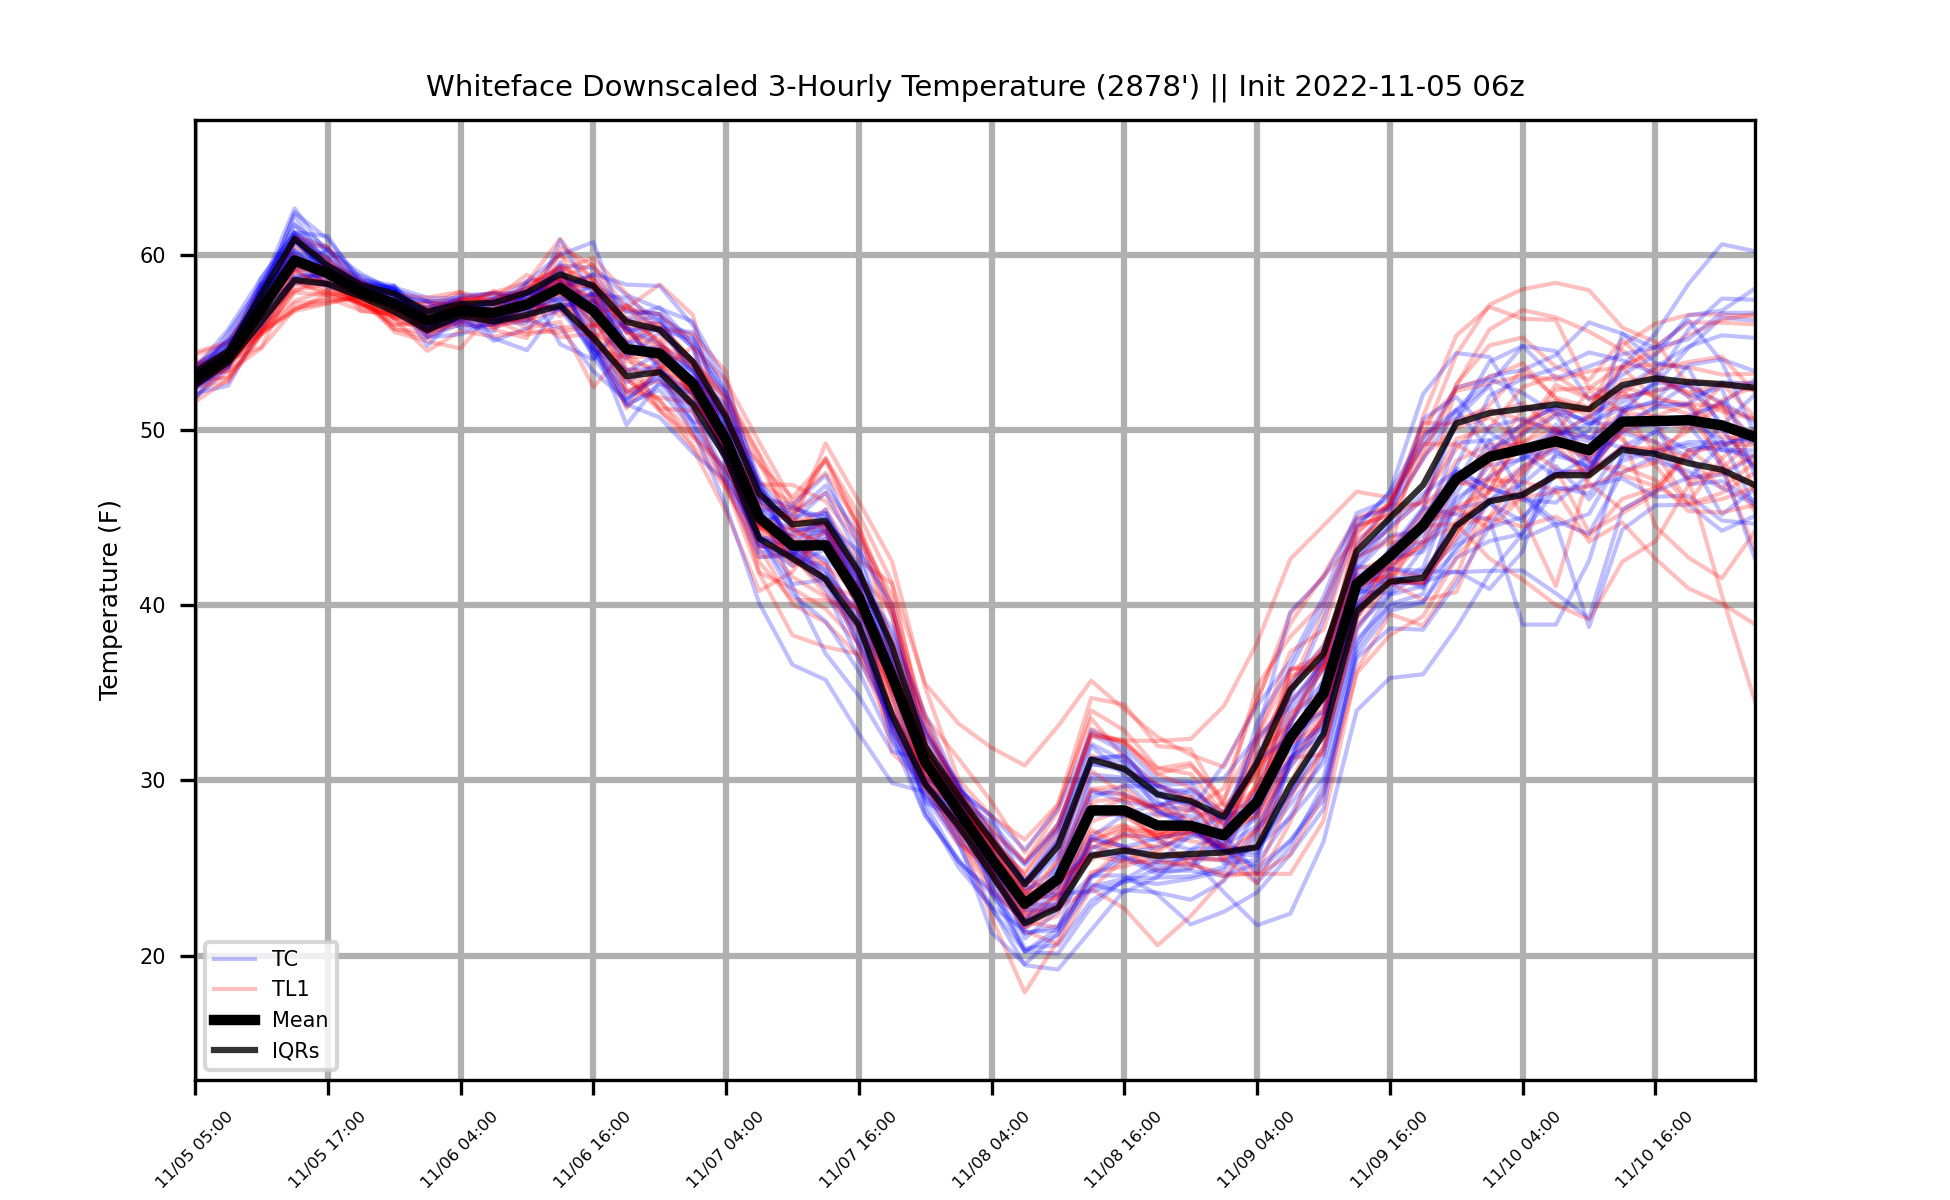 Whiteface Downscaled 3-Hourly Temperature (2878') || Init 2022-11-05 06z
Temperature (F)
60
50
40
30
20
TC
TL1
Mean
IQRs
11/05 05:00
11/05 17:00
11/06 04:00
11/06 16:00
11/07 04:00
11/07 16:00
11/08 04:00
11/08 16:00
11/09 04:00
11/09 16:00
11/10 04:00
11/10 16:00